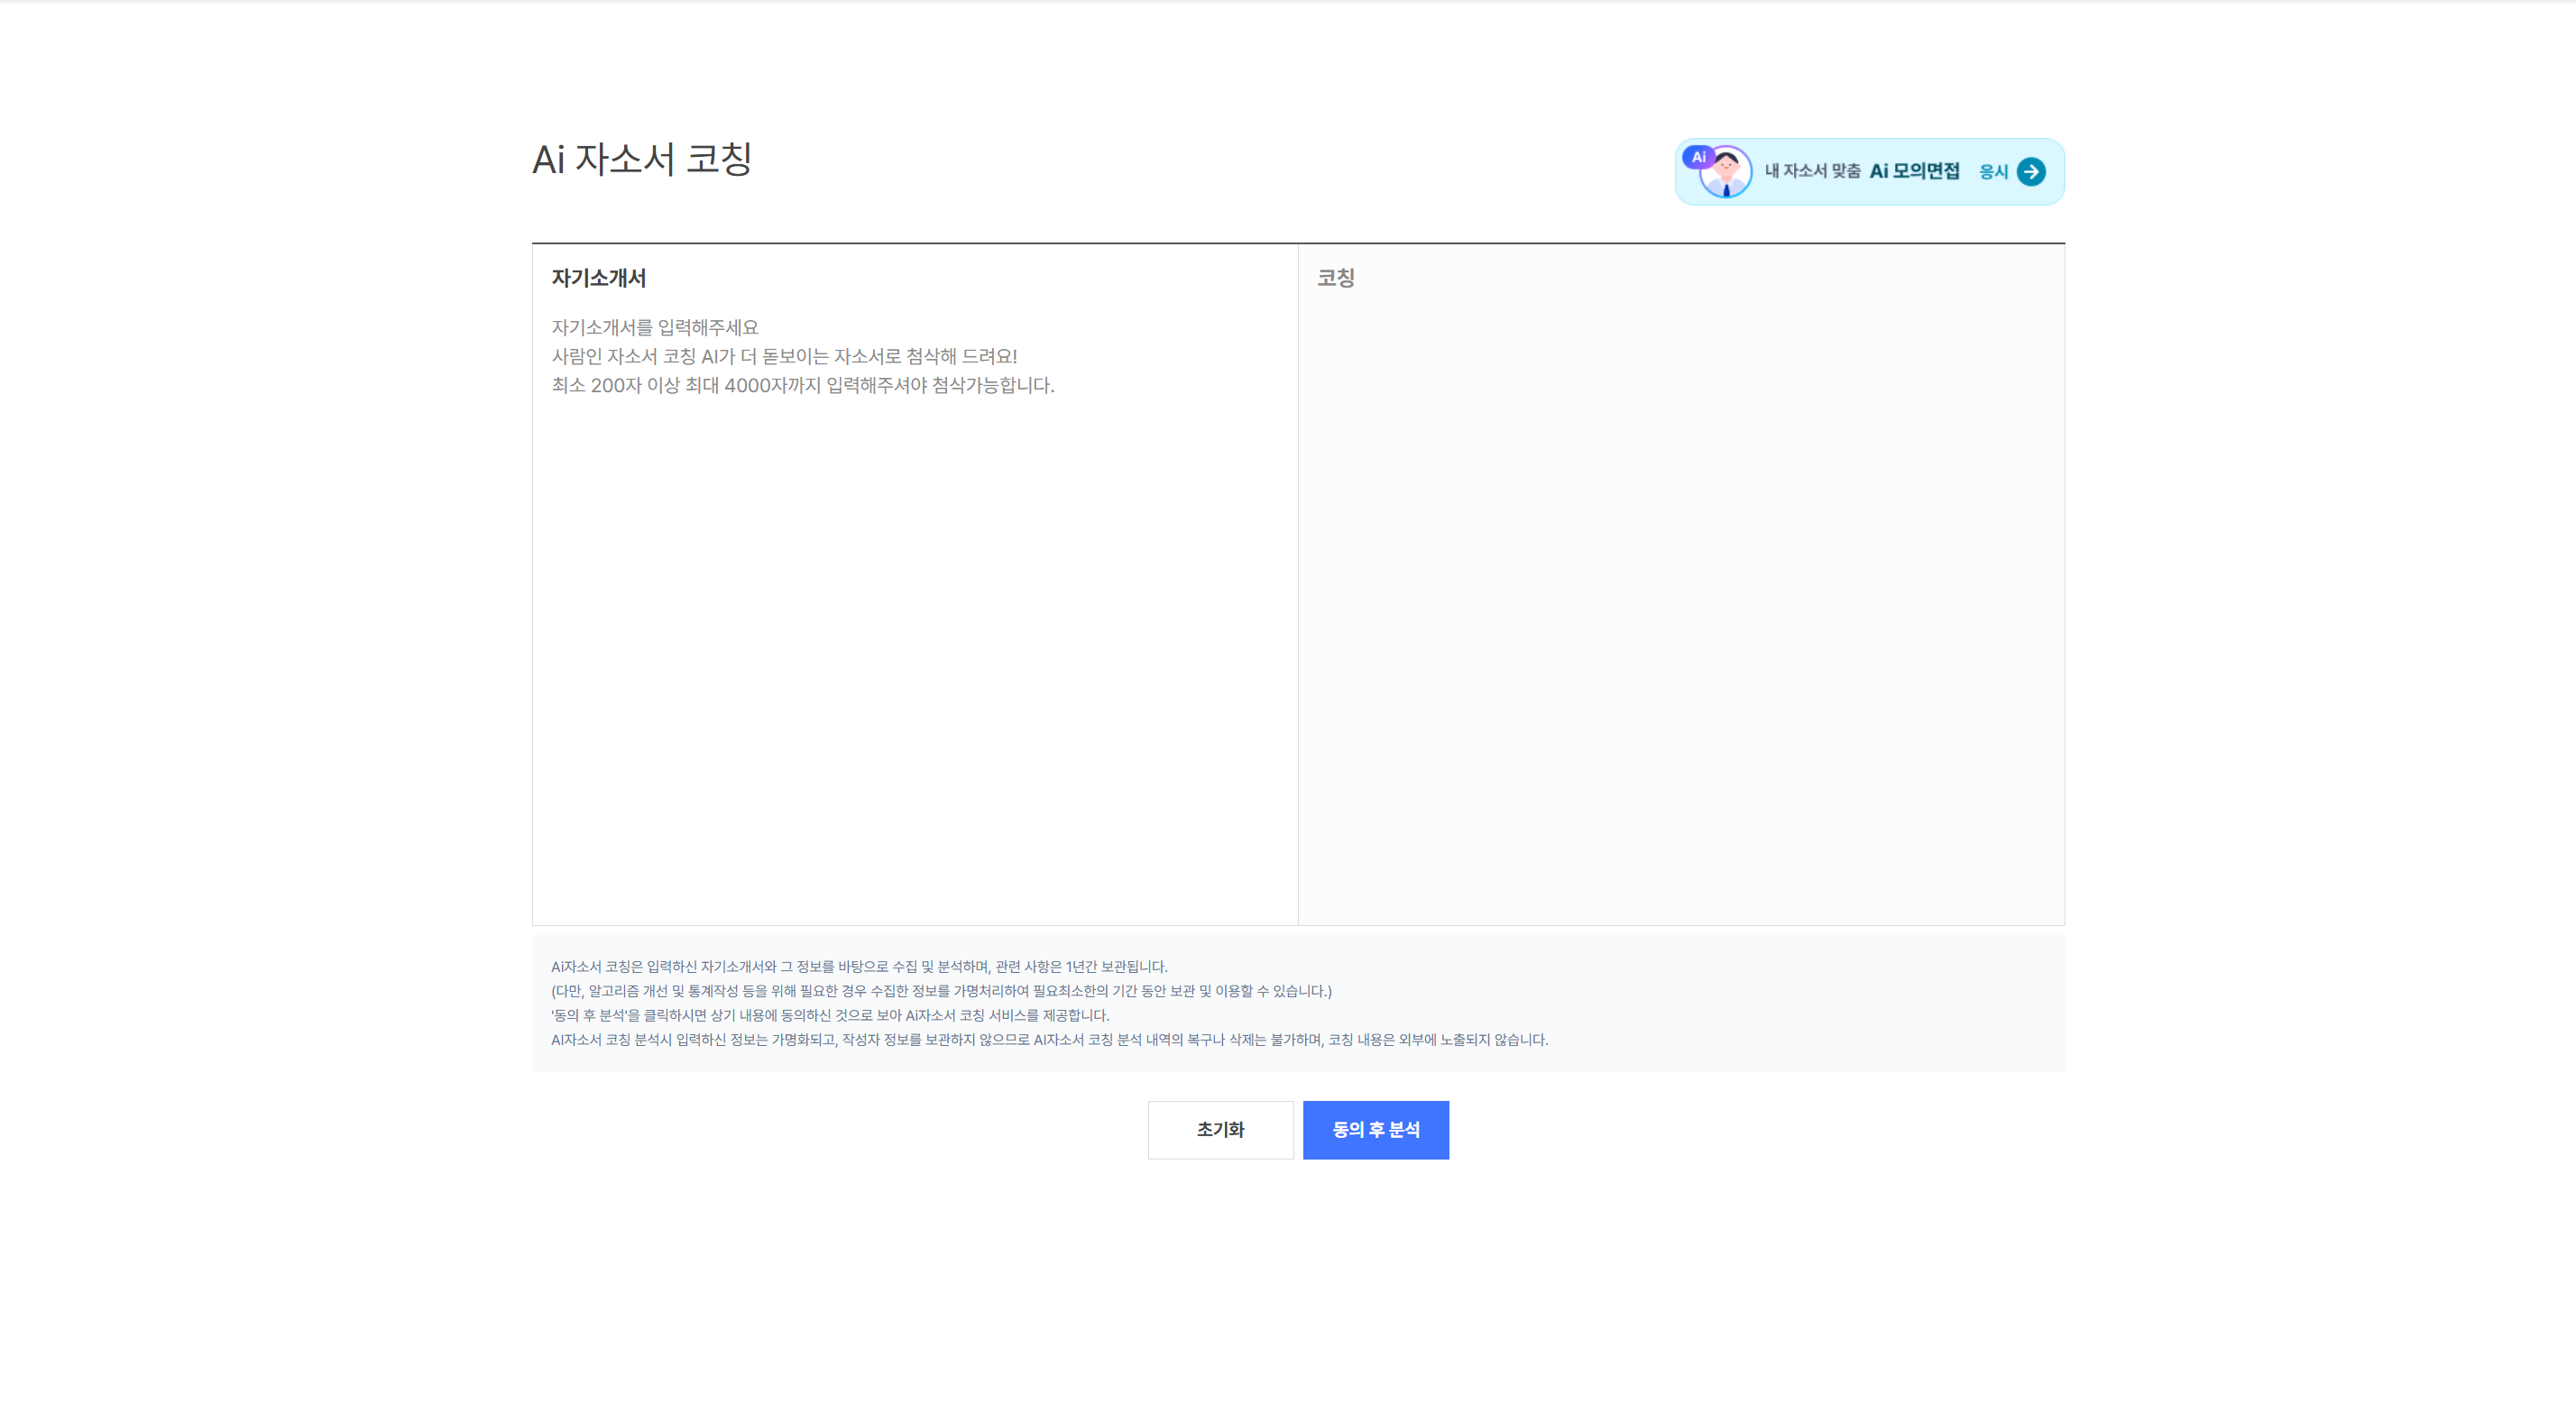 Ai 자소서 코칭
Ai 내 자소서 맞춤 Ai 모의면접 응시
자기소개서
자기소개서를 입력해주세요
사람인 자소서 코칭 AI가 더 돋보이는 자소서로 첨삭해 드려요!
최소 200자 이상 최대 4000자까지 입력해주셔야 첨삭가능합니다.
코칭
Ai자소서 코칭은 입력하신 자기소개서와 그 정보를 바탕으로 수집 및 분석하며, 관련 사항은 1년간 보관됩니다.
(다만, 알고리즘 개선 및 통계작성 등을 위해 필요한 경우 수집한 정보를 가명처리하여 필요최소한의 기간 동안 보관 및 이용할 수 있습니다.)
'동의 후 분석'을 클릭하시면 상기 내용에 동의하신 것으로 보아 Ai자소서 코칭 서비스를 제공합니다.
AI자소서 코칭 분석시 입력하신 정보는 가명화되고, 작성자 정보를 보관하지 않으므로 AI자소서 코칭 분석 내역의 복구나 삭제는 불가하며, 코칭 내용은 외부에 노출되지 않습니다.
초기화
동의 후 분석